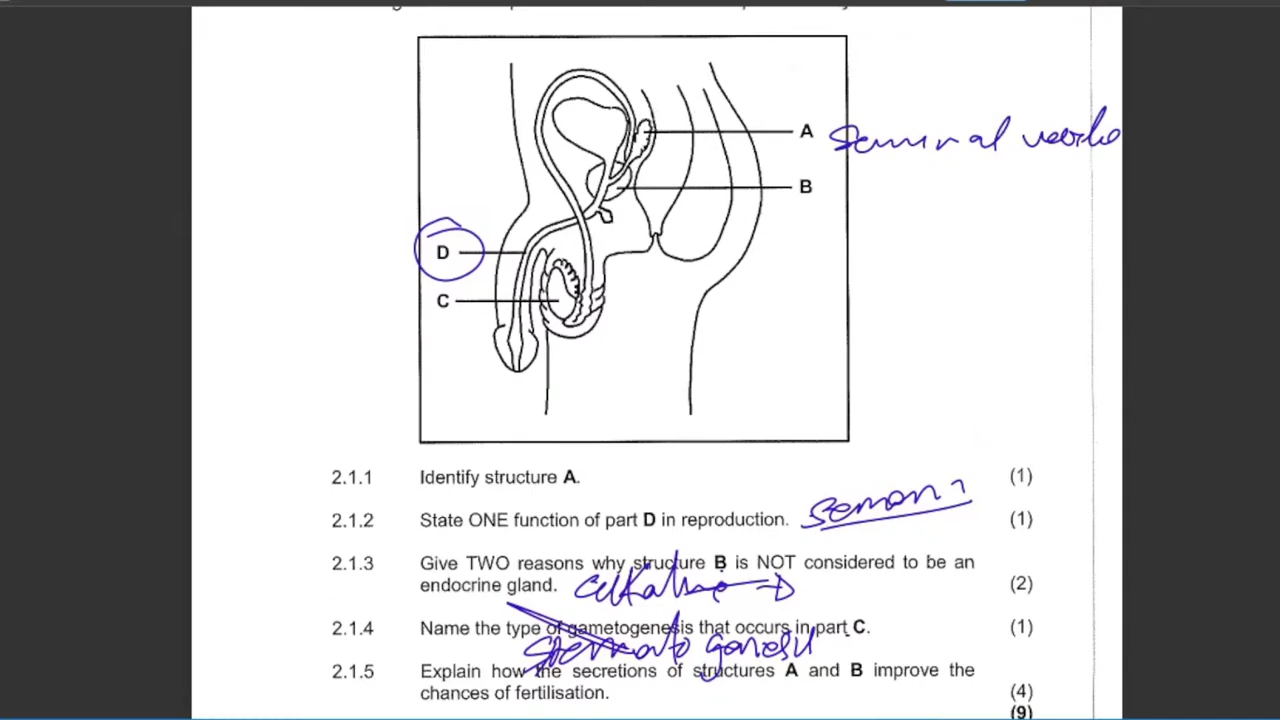 A Seminal
B
D
C
2.1.1 Identify structure A. (1)
2.1.2 State ONE function of part D in reproduction. (1)
2.1.3 Give TWO reasons why structure B is NOT considered to be an
endocrine gland. (2)
2.1.4 Name the type of gametogenesis that occurs in part C. (1)
2.1.5 Explain how the secretions of structures A and B improve the
chances of fertilisation. (4)
(9)